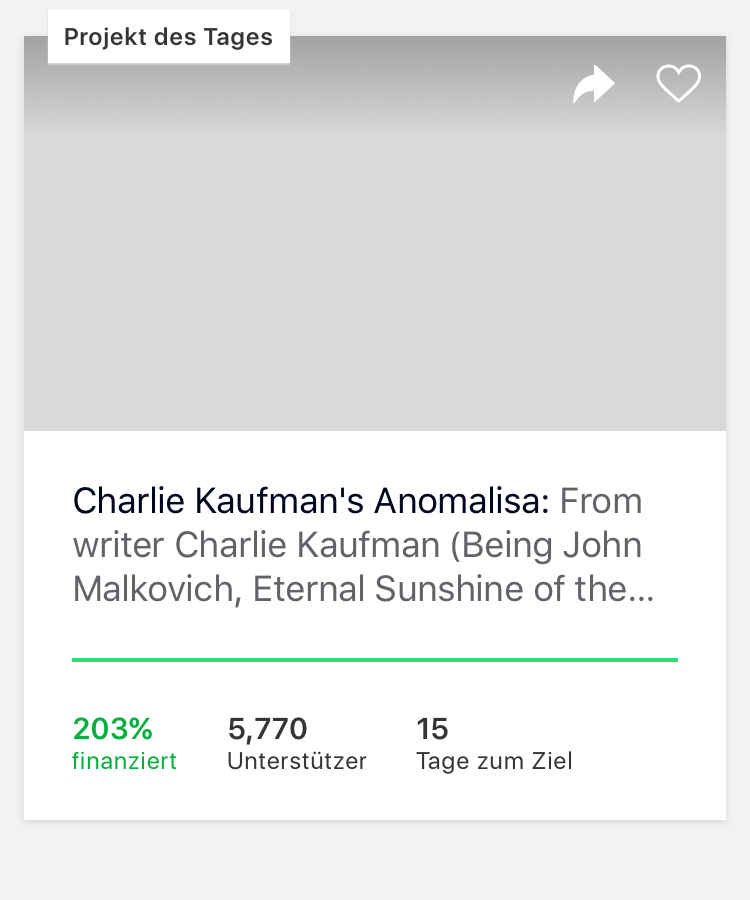 Projekt des Tages
Charlie Kaufman's Anomalisa: From
writer Charlie Kaufman (Being John
Malkovich, Eternal Sunshine of the...
203%
finanziert
5,770
Unterstützer
15
Tage zum Ziel